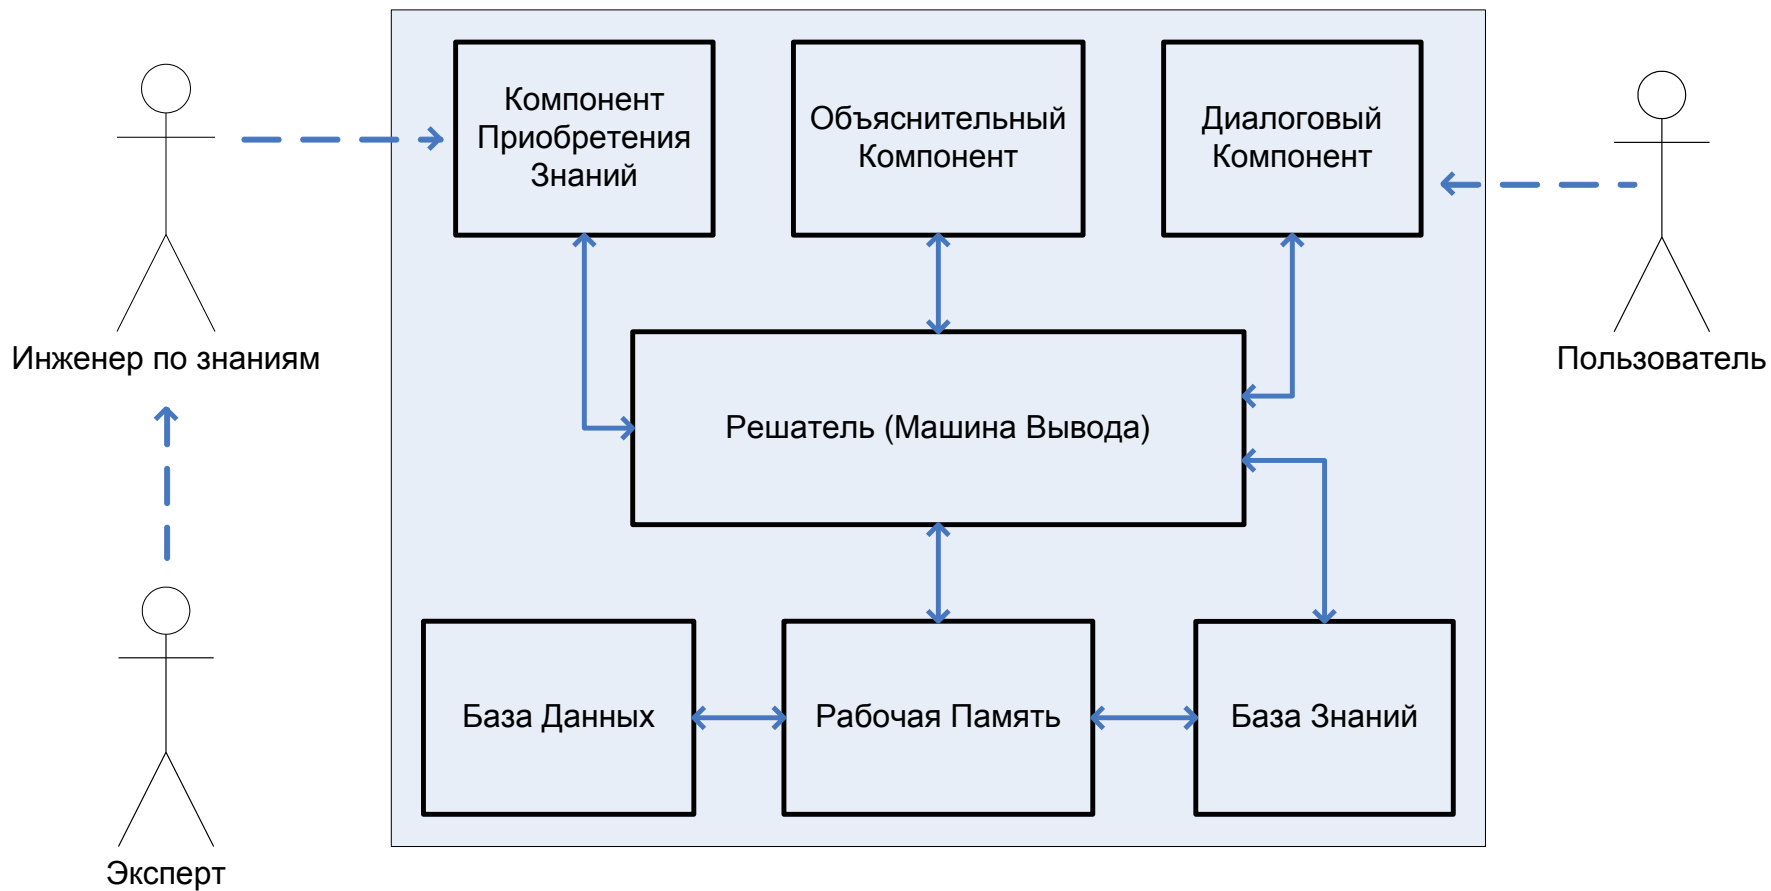 Компонент
Приобретения
Знаний
Объяснительный
Компонент
Диалоговый
Компонент
Инженер по знаниям
Пользователь
Решатель (Машина Вывода)
База Данных
Рабочая Память
База Знаний
Эксперт